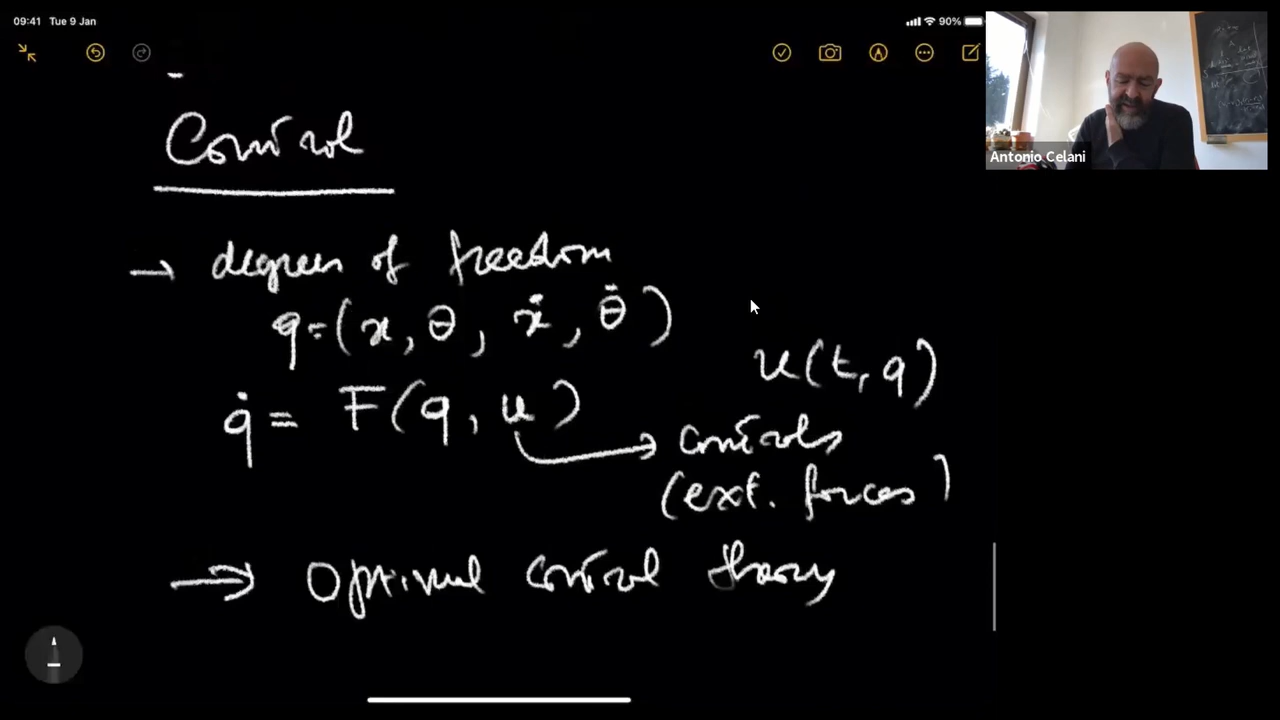 09:41 Tue 9 Jan
90%
Antonio Celani
Control
→ degrees of freedom
q=(x, θ, ẋ, θ̇)
u(t, q)
q̇ = F(q, u)
controls
(ext. forces)
⇒ Optimal control theory